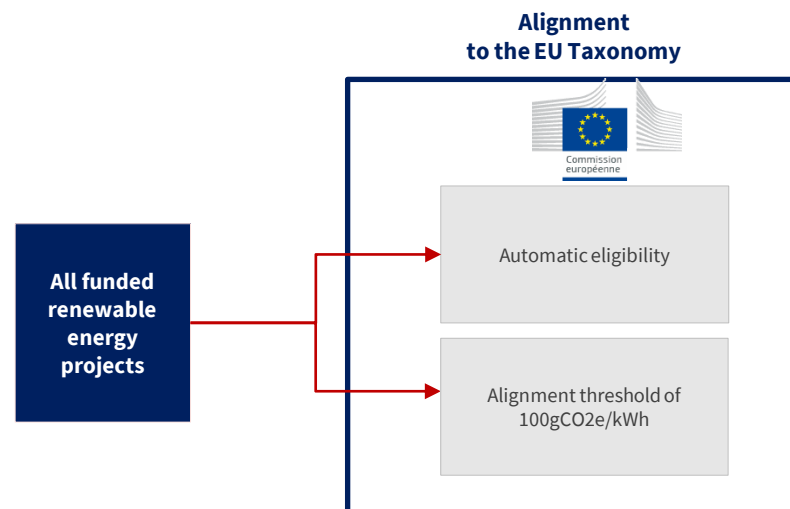 Alignment
to the EU Taxonomy
Commission
européenne
All funded
renewable
energy
projects
Automatic eligibility
Alignment threshold of
100gCO2e/kWh